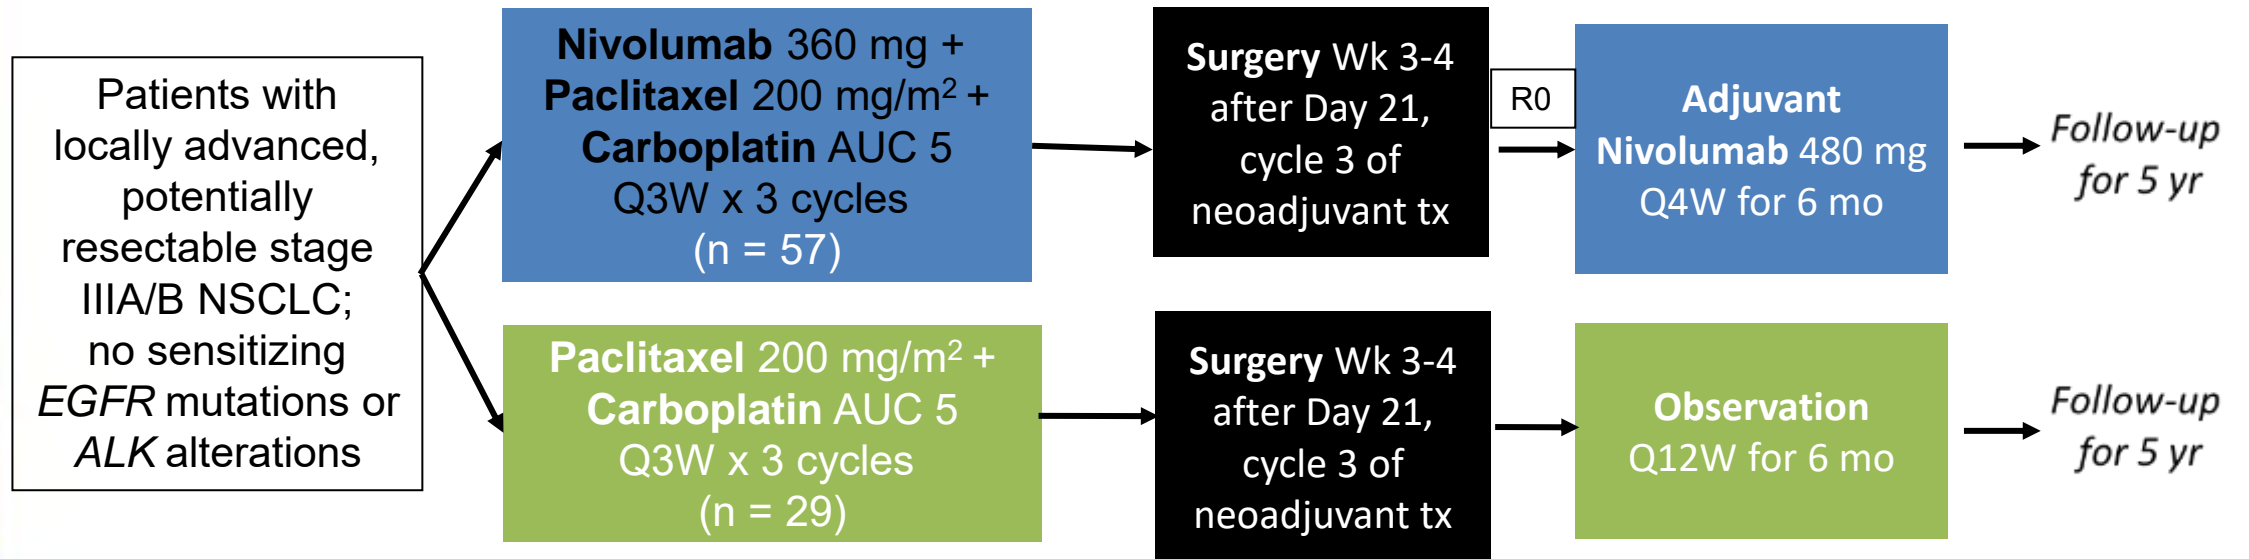 Patients with
locally advanced,
potentially
resectable stage
IIIA/B NSCLC;
no sensitizing
EGFR mutations or
ALK alterations
Nivolumab 360 mg +
Paclitaxel 200 mg/m² +
Carboplatin AUC 5
Q3W x 3 cycles
(n = 57)
Surgery Wk 3-4
after Day 21,
cycle 3 of
neoadjuvant tx
R0
Adjuvant
Nivolumab 480 mg
Q4W for 6 mo
Follow-up
for 5 yr
Paclitaxel 200 mg/m² +
Carboplatin AUC 5
Q3W x 3 cycles
(n = 29)
Surgery Wk 3-4
after Day 21,
cycle 3 of
neoadjuvant tx
Observation
Q12W for 6 mo
Follow-up
for 5 yr